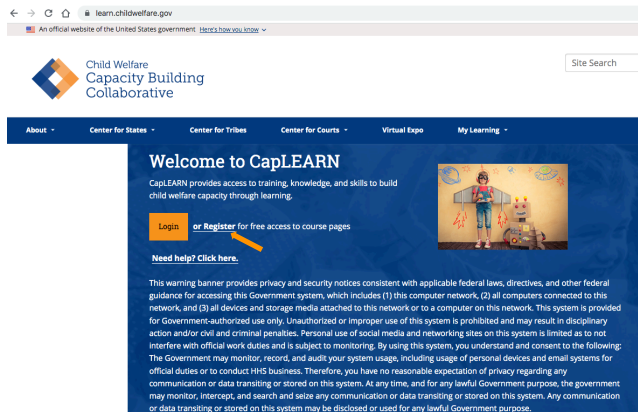 learn.childwelfare.gov
An official website of the United States government Here's how you know
Child Welfare
Capacity Building
Collaborative
Site Search
About
Center for States
Center for Tribes
Center for Courts
Virtual Expo
My Learning
Welcome to CapLEARN
CapLEARN provides access to training, knowledge, and skills to build
child welfare capacity through learning.
Login or Register for free access to course pages
Need help? Click here.
This warning banner provides privacy and security notices consistent with applicable federal laws, directives, and other federal
guidance for accessing this Government system, which includes (1) this computer network, (2) all computers connected to this
network, and (3) all devices and storage media attached to this network or to a computer on this network. This system is provided
for Government-authorized use only. Unauthorized or improper use of this system is prohibited and may result in disciplinary
action and/or civil and criminal penalties. Personal use of social media and networking sites on this system is limited as to not
interfere with official work duties and is subject to monitoring. By using this system, you understand and consent to the following:
The Government may monitor, record, and audit your system usage, including usage of personal devices and email systems for
official duties or to conduct HHS business. Therefore, you have no reasonable expectation of privacy regarding any
communication or data transiting or stored on this system. At any time, and for any lawful Government purpose, the government
may monitor, intercept, and search and seize any communication or data transiting or stored on this system. Any communication
or data transiting or stored on this system may be disclosed or used for any lawful Government purpose.